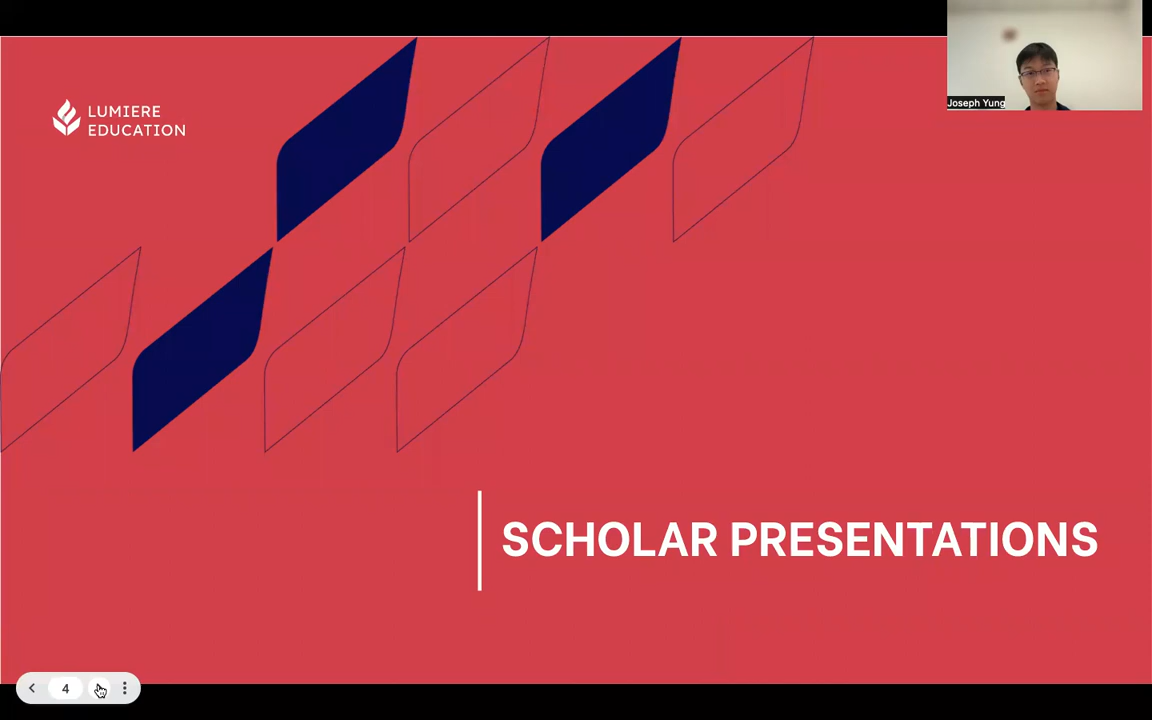 LUMIERE
EDUCATION
Joseph Yung
SCHOLAR PRESENTATIONS
4